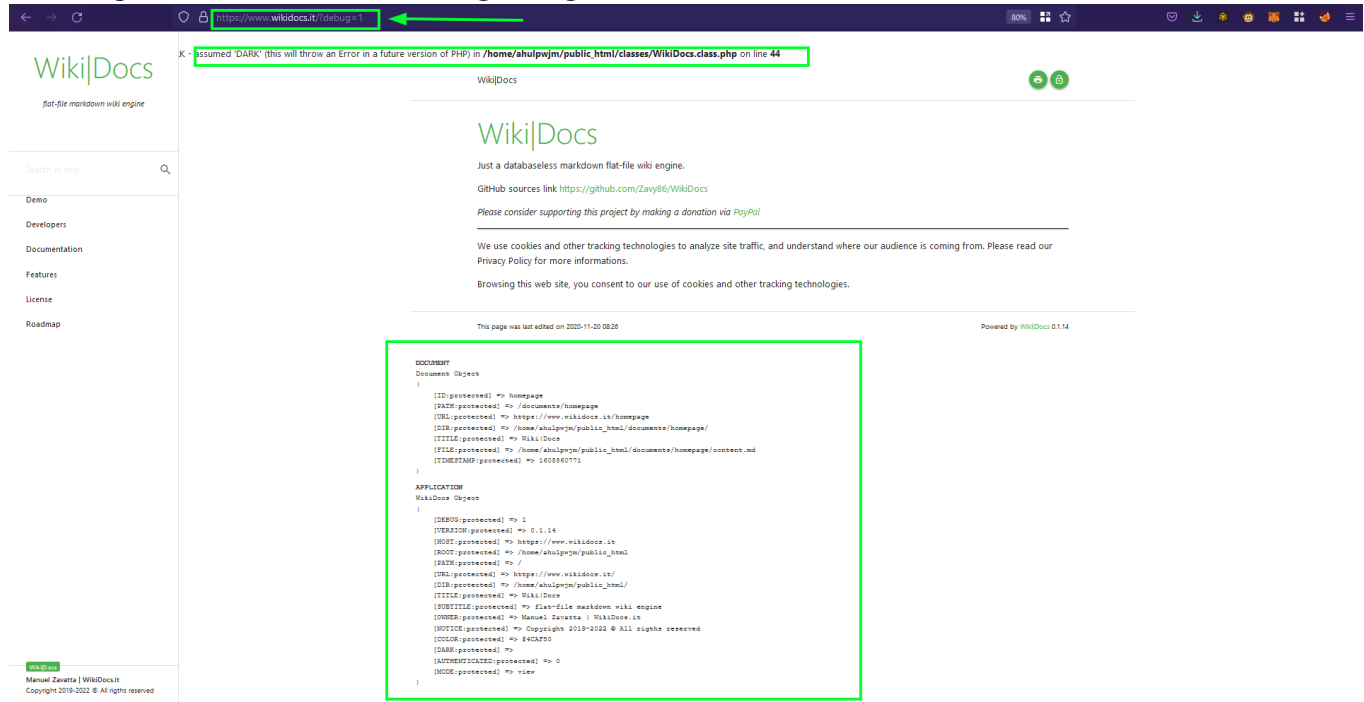 https://www.wikidocs.it/?debug=1
80%
K - assumed 'DARK' (this will throw an Error in a future version of PHP) in /home/ahulpwjm/public_html/classes/WikiDocs.class.php on line 44
Wiki|Docs
flat-file markdown wiki engine
Search in wiki...
Demo
Developers
Documentation
Features
License
Roadmap
Wiki|Docs
Manuel Zavatta | WikiDocs.it
Copyright 2019-2022 © All rigths reserved
Wiki|Docs
Wiki|Docs
Just a databaseless markdown flat-file wiki engine.
GitHub sources link https://github.com/Zavy86/WikiDocs
Please consider supporting this project by making a donation via PayPal
We use cookies and other tracking technologies to analyze site traffic, and understand where our audience is coming from. Please read our
Privacy Policy for more informations.
Browsing this web site, you consent to our use of cookies and other tracking technologies.
This page was last edited on 2020-11-20 08:26
Powered by Wiki|Docs 0.1.14
DOCUMENT
Document Object
(
[ID:protected] => homepage
[PATH:protected] => /documents/homepage
[URL:protected] => https://www.wikidocs.it/homepage
[DIR:protected] => /home/ahulpwjm/public_html/documents/homepage/
[TITLE:protected] => Wiki|Docs
[FILE:protected] => /home/ahulpwjm/public_html/documents/homepage/content.md
[TIMESTAMP:protected] => 1605860771
)
APPLICATION
WikiDocs Object
(
[DEBUG:protected] => 1
[VERSION:protected] => 0.1.14
[HOST:protected] => https://www.wikidocs.it
[ROOT:protected] => /home/ahulpwjm/public_html
[PATH:protected] => /
[URL:protected] => https://www.wikidocs.it/
[DIR:protected] => /home/ahulpwjm/public_html/
[TITLE:protected] => Wiki|Docs
[SUBTITLE:protected] => flat-file markdown wiki engine
[OWNER:protected] => Manuel Zavatta | WikiDocs.it
[NOTICE:protected] => Copyright 2019-2022 © All rigths reserved
[COLOR:protected] => #4CAF50
[DARK:protected] =>
[AUTHENTICATED:protected] => 0
[MODE:protected] => view
)